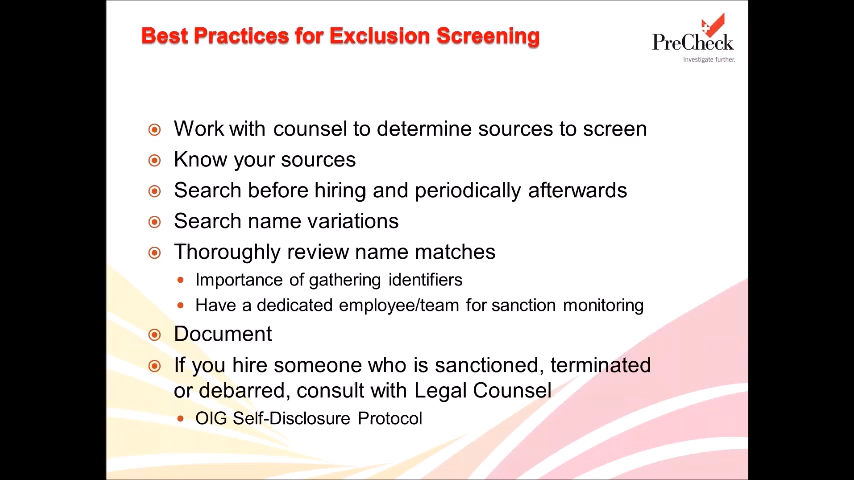 Best Practices for Exclusion Screening
PreCheck
Investigate further.
Work with counsel to determine sources to screen
Know your sources
Search before hiring and periodically afterwards
Search name variations
Thoroughly review name matches
Importance of gathering identifiers
Have a dedicated employee/team for sanction monitoring
Document
If you hire someone who is sanctioned, terminated
or debarred, consult with Legal Counsel
OIG Self-Disclosure Protocol